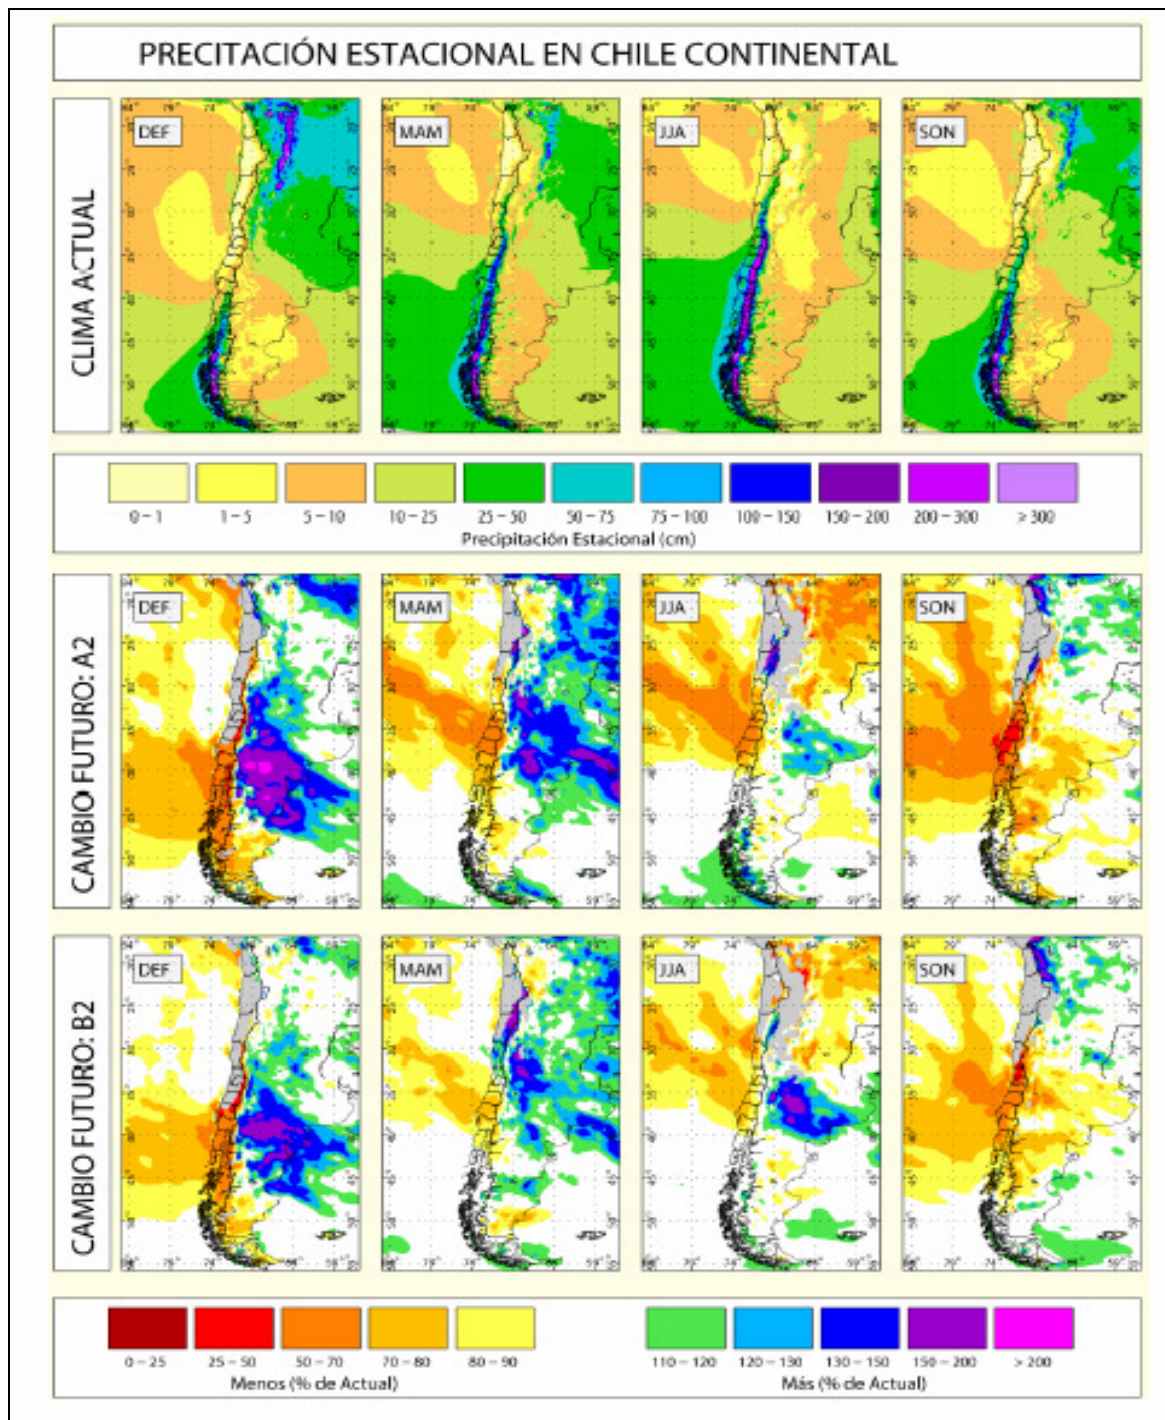 PRECITACIÓN ESTACIONAL EN CHILE CONTINENTAL
CLIMA ACTUAL
DEF
MAM
JJA
SON
0 – 1
1 – 5
5 – 10
10 – 25
25 – 50
50 – 75
75 – 100
100 – 150
150 – 200
200 – 300
≥ 300
Precipitación Estacional (cm)
CAMBIO FUTURO: A2
DEF
MAM
JJA
SON
CAMBIO FUTURO: B2
DEF
MAM
JJA
SON
0 – 25
25 – 50
50 – 70
70 – 80
80 – 90
Menos (% de Actual)
110 – 120
120 – 130
130 – 150
150 – 200
> 200
Más (% de Actual)